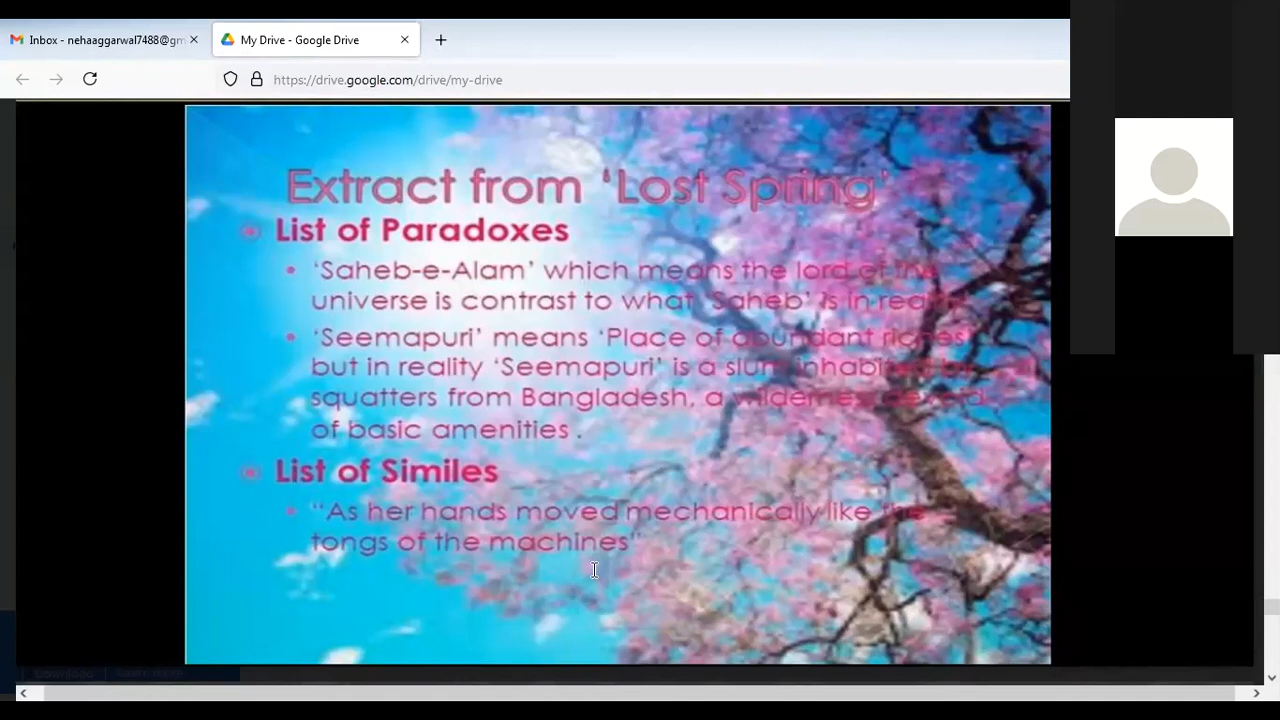 Inbox - nehaaggarwal7488@gm
My Drive - Google Drive
https://drive.google.com/drive/my-drive
Extract from ‘Lost Spring’
List of Paradoxes
‘Saheb-e-Alam’ which means the lord of the
universe is contrast to what ‘Saheb’ is in reality
‘Seemapuri’ means ‘Place of abundant riches’
but in reality ‘Seemapuri’ is a slum inhabited by
squatters from Bangladesh, a wilderness devoid
of basic amenities .
List of Similes
“As her hands moved mechanically like the
tongs of the machines”
Download Learn more